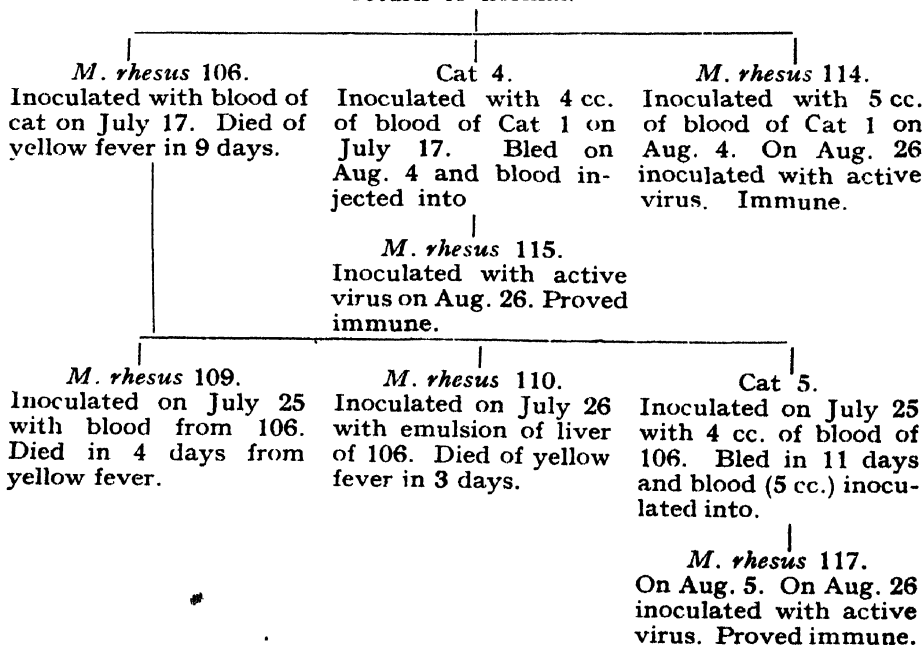 M. rhesus 106.
Inoculated with blood of
cat on July 17. Died of
yellow fever in 9 days.
Cat 4.
Inoculated with 4 cc.
of blood of Cat 1 on
July 17. Bled on
Aug. 4 and blood in-
jected into
M. rhesus 114.
Inoculated with 5 cc.
of blood of Cat 1 on
Aug. 4. On Aug. 26
inoculated with active
virus. Immune.
M. rhesus 115.
Inoculated with active
virus on Aug. 26. Proved
immune.
M. rhesus 109.
Inoculated on July 25
with blood from 106.
Died in 4 days from
yellow fever.
M. rhesus 110.
Inoculated on July 26
with emulsion of liver
of 106. Died of yellow
fever in 3 days.
Cat 5.
Inoculated on July 25
with 4 cc. of blood of
106. Bled in 11 days
and blood (5 cc.) inocu-
lated into.
M. rhesus 117.
On Aug. 5. On Aug. 26
inoculated with active
virus. Proved immune.